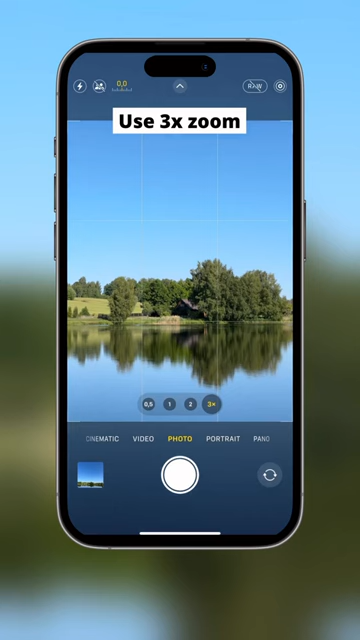 0,0
RAW
Use 3x zoom
0,5 1 2 3×
CINEMATIC VIDEO PHOTO PORTRAIT PANO